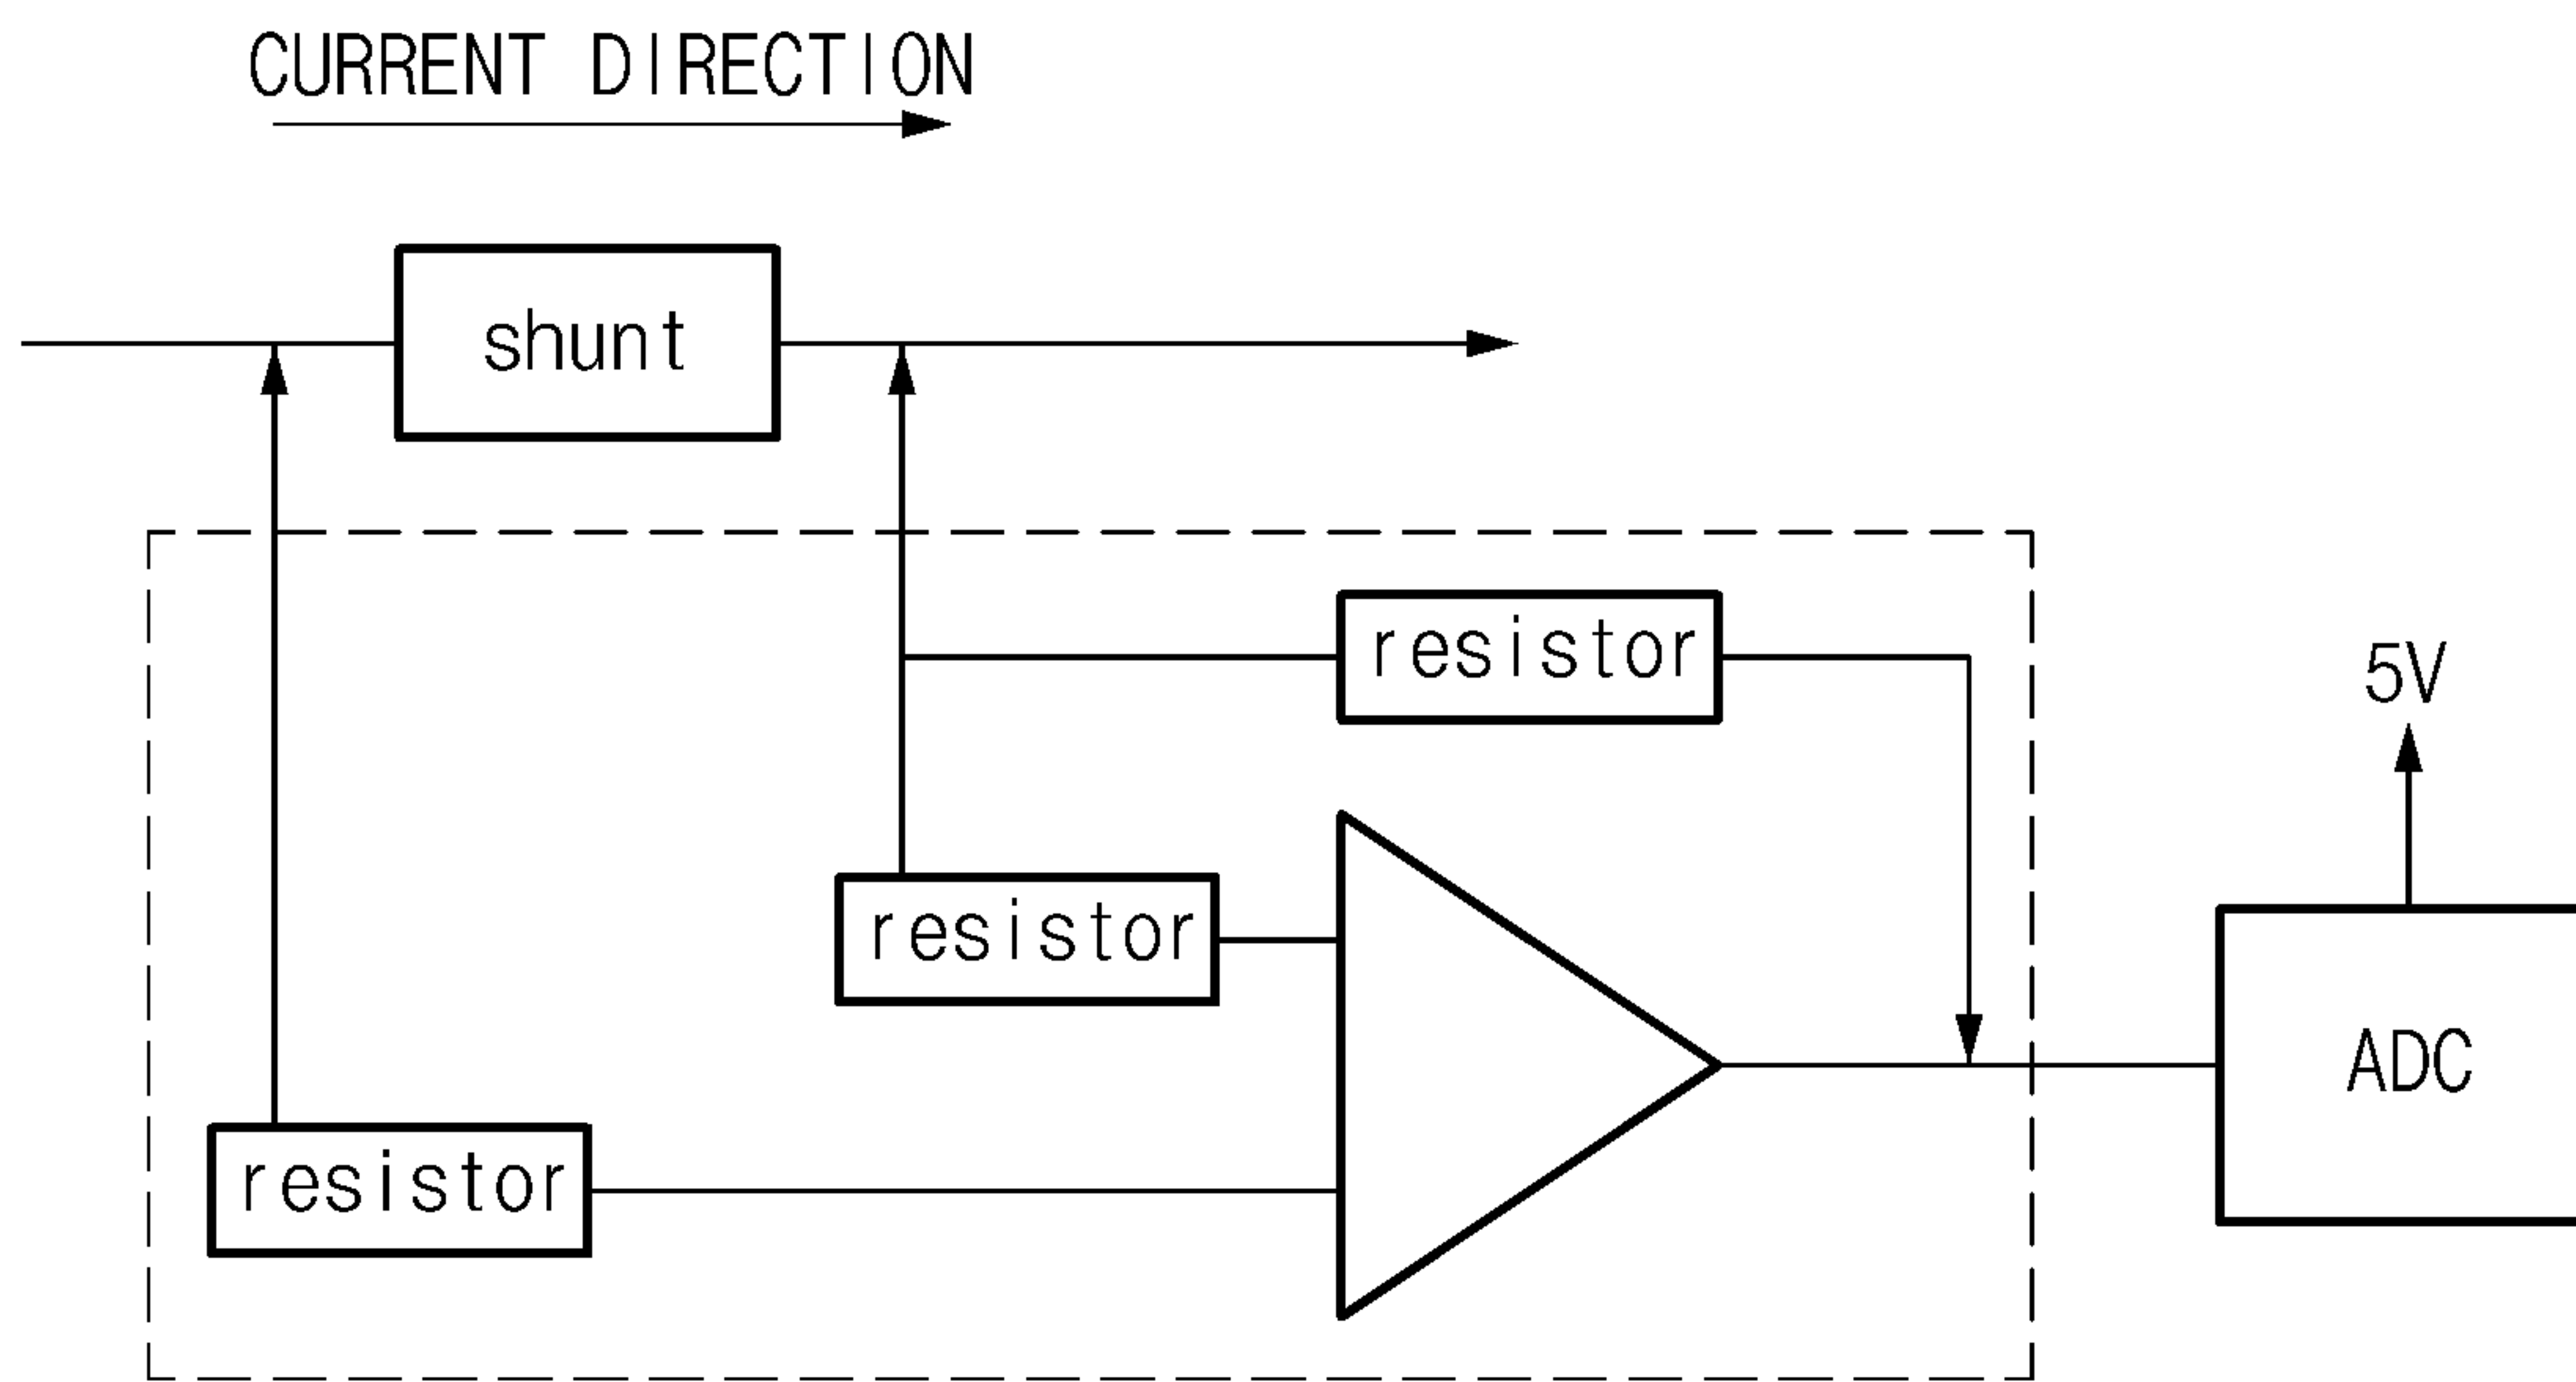 CURRENT DIRECTION
shunt
resistor
5V
resistor
ADC
resistor